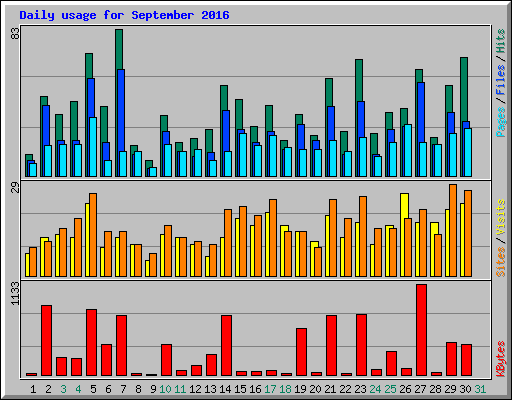 Daily usage for September 2016
83
Pages / Files / Hits
29
Sites / Visits
1133
KBytes
1 2 3 4 5 6 7 8 9 10 11 12 13 14 15 16 17 18 19 20 21 22 23 24 25 26 27 28 29 30 31